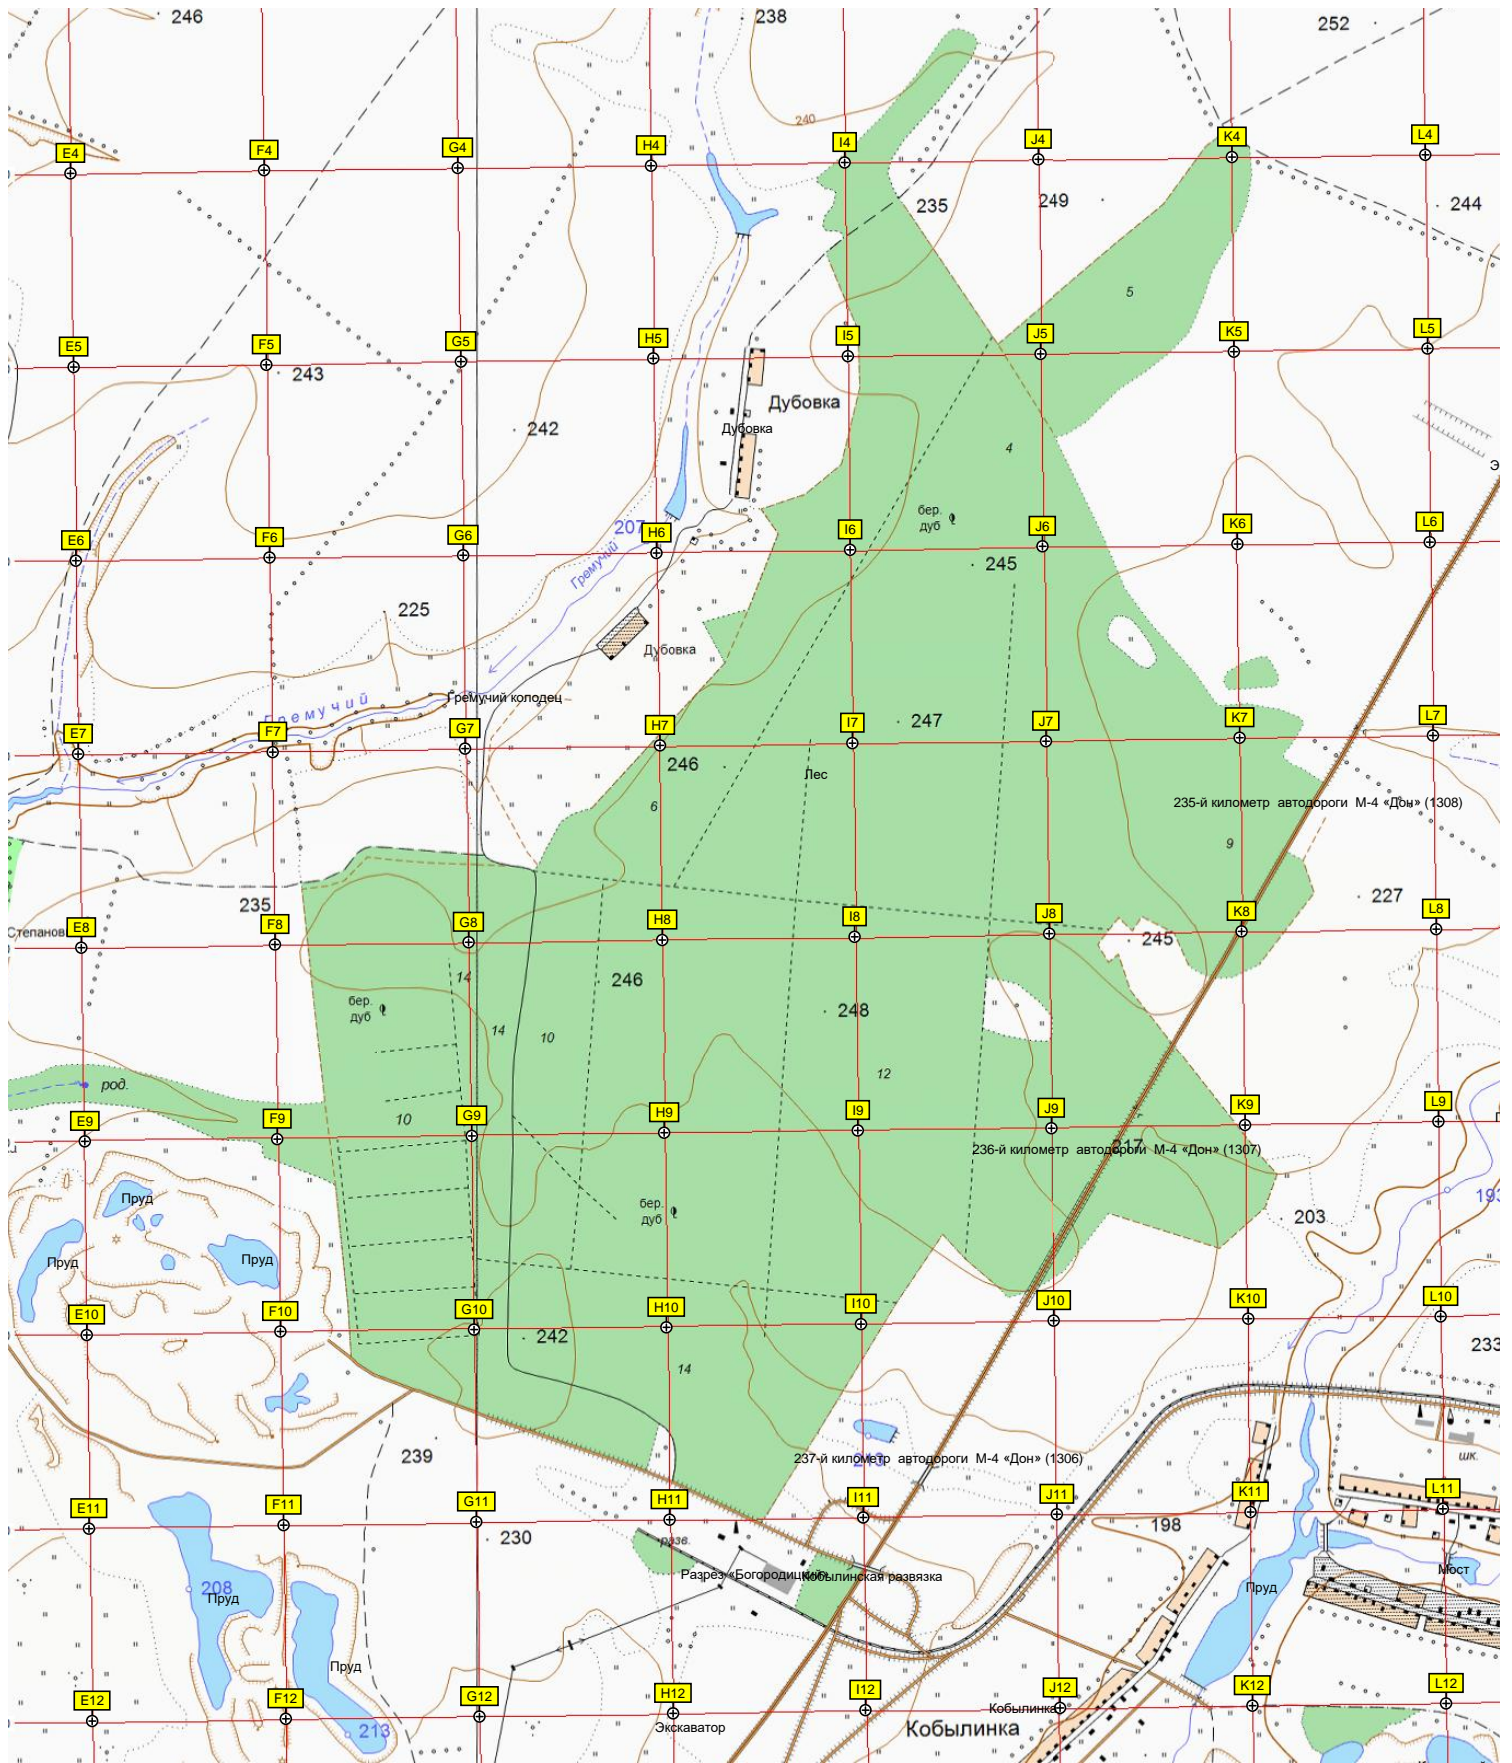 246
238
252
240
E4
F4
G4
H4
I4
J4
K4
L4
235
249
244
5
E5
F5
G5
H5
I5
J5
K5
L5
243
242
Дубовка
Дубовка
4
бер.
дуб
207
E6
F6
G6
H6
I6
J6
K6
L6
245
Гремучий
225
Дубовка
Гремучий колодец
Гремучий
E7
F7
G7
H7
I7
J7
K7
L7
247
246
Лес
6
235-й километр автодороги М-4 «Дон» (1308)
9
235
227
Степанов
E8
F8
G8
H8
I8
J8
K8
L8
245
14
246
бер.
дуб
248
14
10
12
род.
10
E9
F9
G9
H9
I9
J9
K9
L9
217
236-й километр автодороги М-4 «Дон» (1307)
Пруд
193
бер.
дуб
203
Пруд
Пруд
E10
F10
G10
H10
I10
J10
K10
L10
242
233
14
239
237-й километр автодороги М-4 «Дон» (1306)
шк.
E11
F11
G11
H11
I11
J11
K11
L11
198
230
разв.
Разрез «Богородицкий»
Кобылинская развязка
Мост
208
Пруд
Пруд
Пруд
E12
F12
G12
H12
I12
J12
K12
L12
Кобылинка
213
Экскаватор
Кобылинка